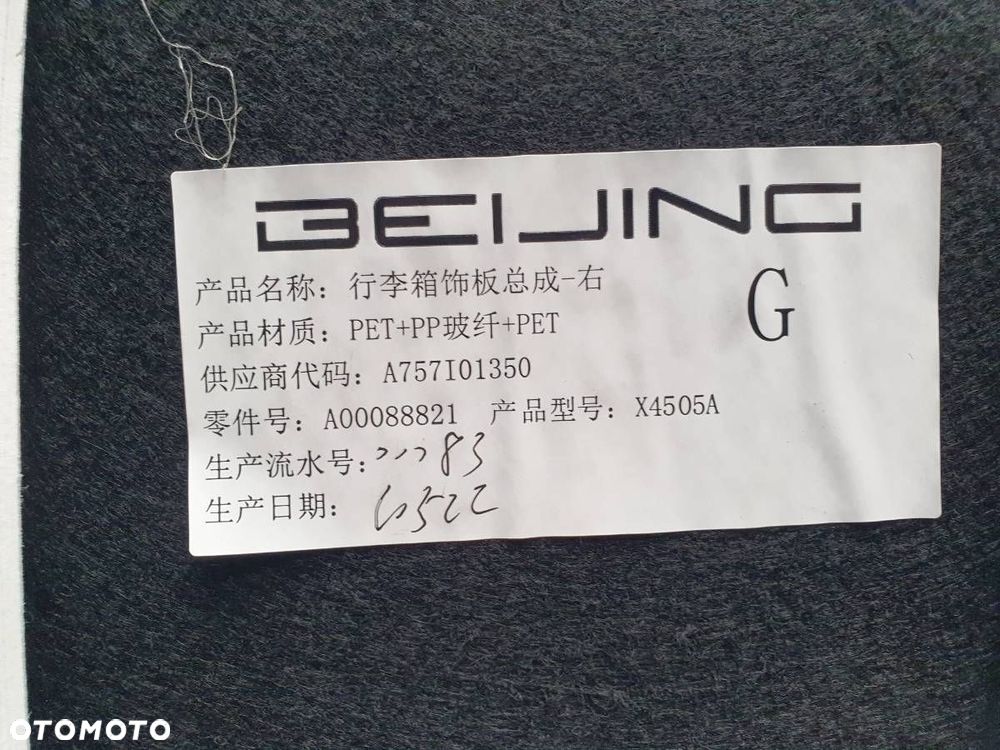 BEIJING
产品名称：行李箱饰板总成-右
G
产品材质：PET+PP玻纤+PET
供应商代码：A757I01350
零件号：A00088821 产品型号：X4505A
生产流水号：
生产日期：
OTOMOTO